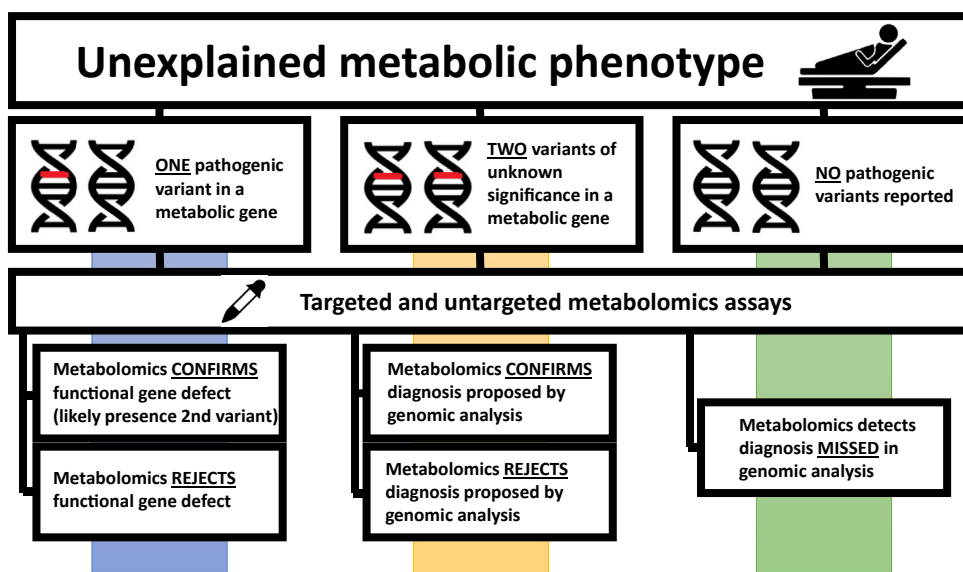 Unexplained metabolic phenotype
ONE pathogenic
variant in a
metabolic gene
TWO variants of
unknown
significance in a
metabolic gene
NO pathogenic
variants reported
Targeted and untargeted metabolomics assays
Metabolomics CONFIRMS
functional gene defect
(likely presence 2nd variant)
Metabolomics REJECTS
functional gene defect
Metabolomics CONFIRMS
diagnosis proposed by
genomic analysis
Metabolomics REJECTS
diagnosis proposed by
genomic analysis
Metabolomics detects
diagnosis MISSED in
genomic analysis